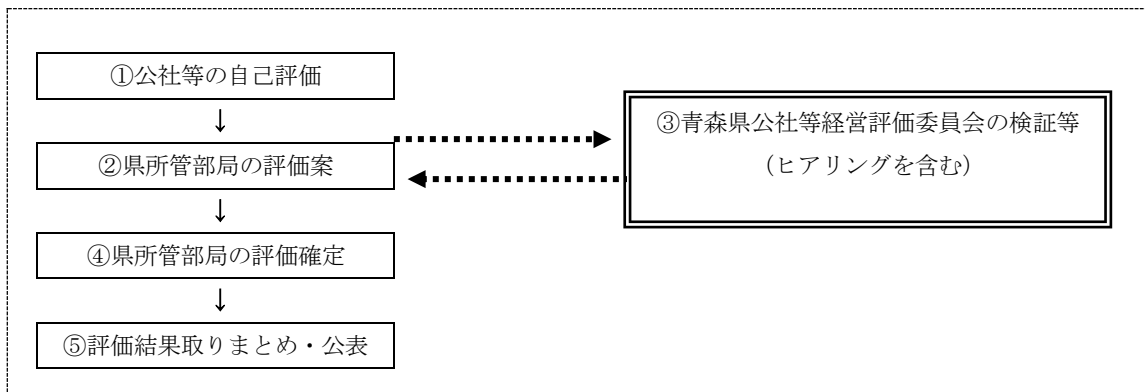 ①公社等の自己評価
↓
②県所管部局の評価案
↓
④県所管部局の評価確定
↓
⑤評価結果取りまとめ・公表
③青森県公社等経営評価委員会の検証等
（ヒアリングを含む）